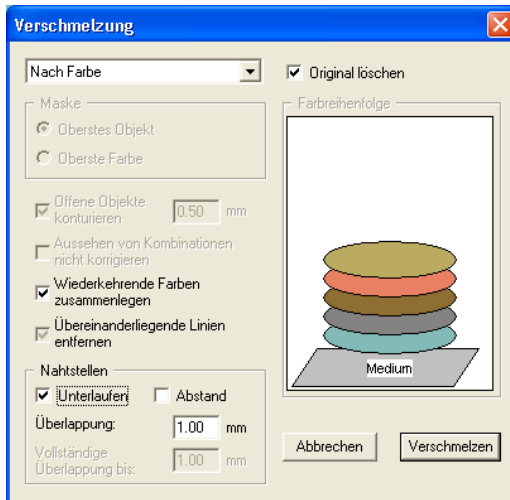 Verschmelzung
Nach Farbe
Original löschen
Maske
Oberstes Objekt
Oberste Farbe
Offene Objekte
konturieren
0.50 mm
Aussehen von Kombinationen
nicht korrigieren
Wiederkehrende Farben
zusammenlegen
Übereinanderliegende Linien
entfernen
Nahtstellen
Unterlaufen Abstand
Überlappung: 1.00 mm
Vollständige
Überlappung bis: 1.00 mm
Farbreihenfolge
Medium
Abbrechen Verschmelzen